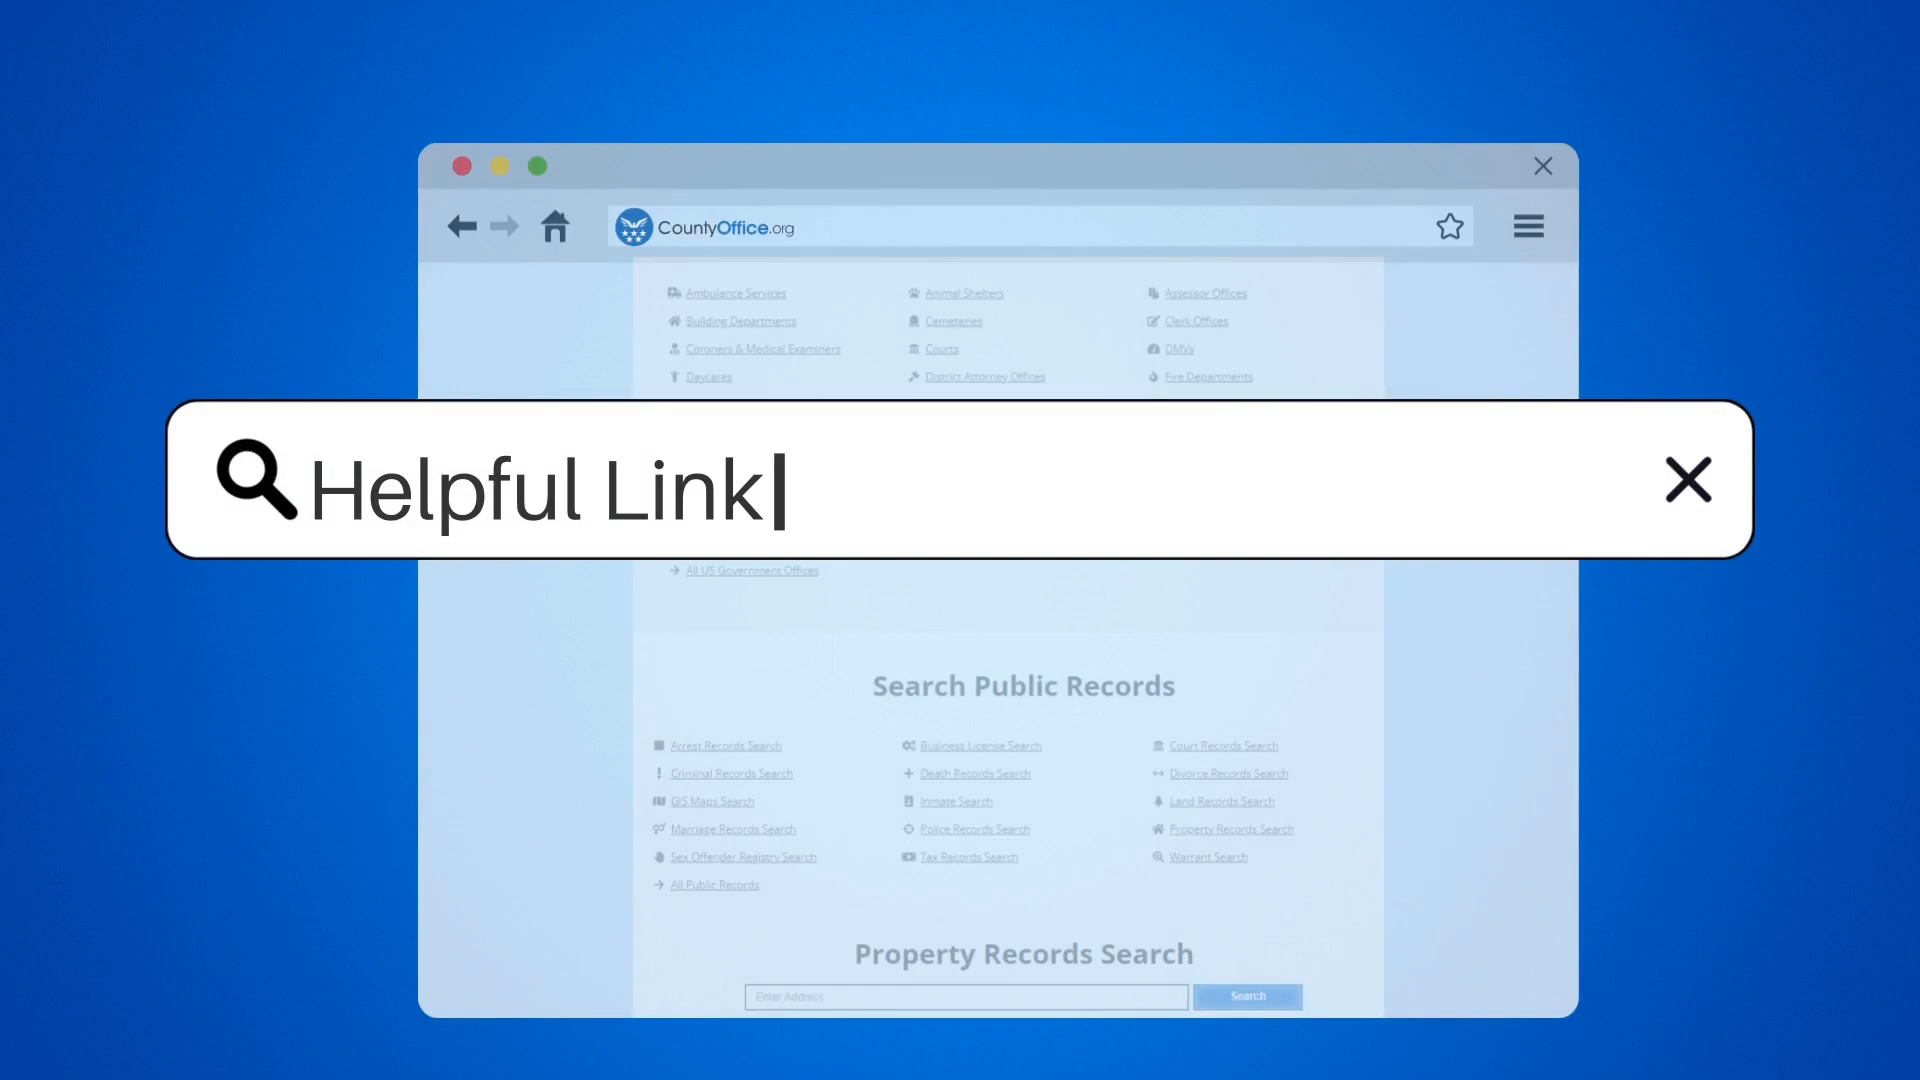 CountyOffice.org
Ambulance Services Animal Shelters Assessor Offices
Building Departments Cemeteries Clerk Offices
Coroners & Medical Examiners Courts DMVs
Daycares District Attorney Offices Fire Departments
Helpful Link
All US Government Offices
Search Public Records
Arrest Records Search Business License Search Court Records Search
Criminal Records Search Death Records Search Divorce Records Search
GIS Maps Search Inmate Search Land Records Search
Marriage Records Search Police Records Search Property Records Search
Sex Offender Registry Search Tax Records Search Warrant Search
All Public Records
Property Records Search
Enter Address Search